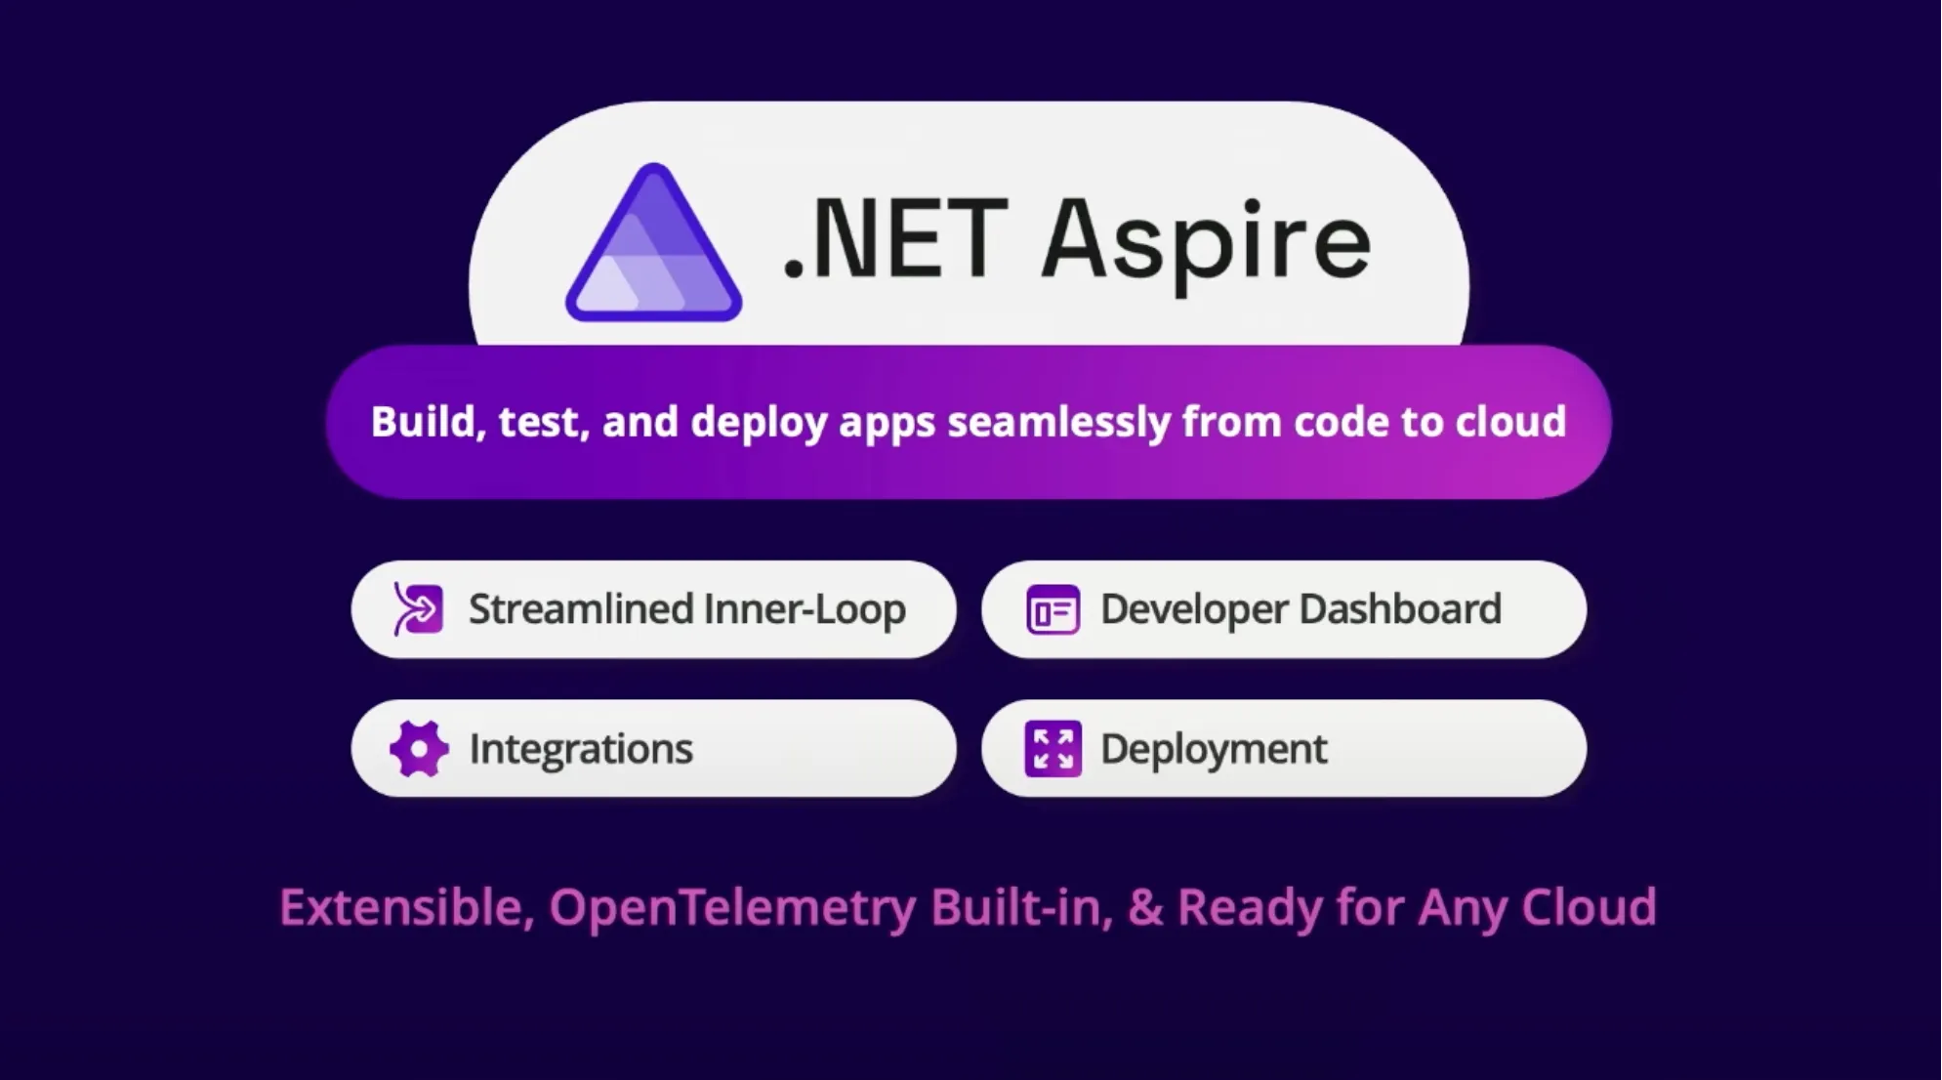 .NET Aspire
Build, test, and deploy apps seamlessly from code to cloud
Streamlined Inner-Loop
Developer Dashboard
Integrations
Deployment
Extensible, OpenTelemetry Built-in, & Ready for Any Cloud